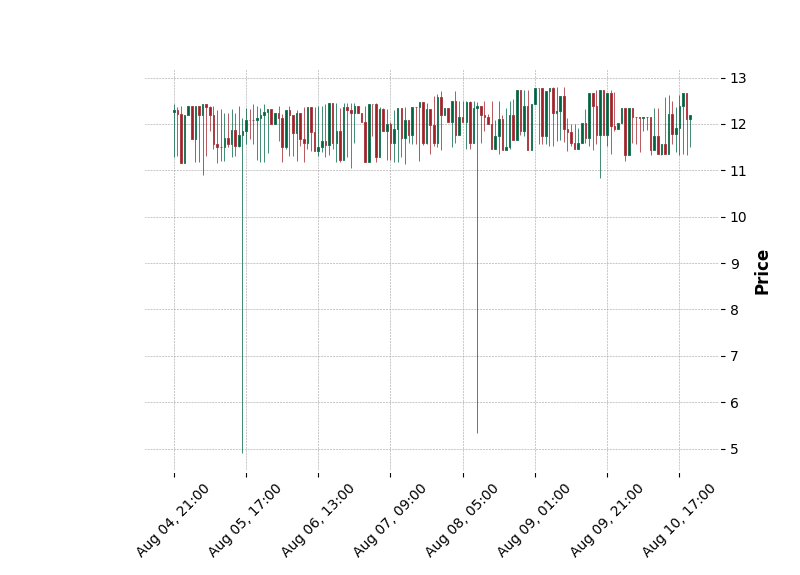 13
12
11
10
9
8
7
6
5
Price
Aug 04, 21:00
Aug 05, 17:00
Aug 06, 13:00
Aug 07, 09:00
Aug 08, 05:00
Aug 09, 01:00
Aug 09, 21:00
Aug 10, 17:00